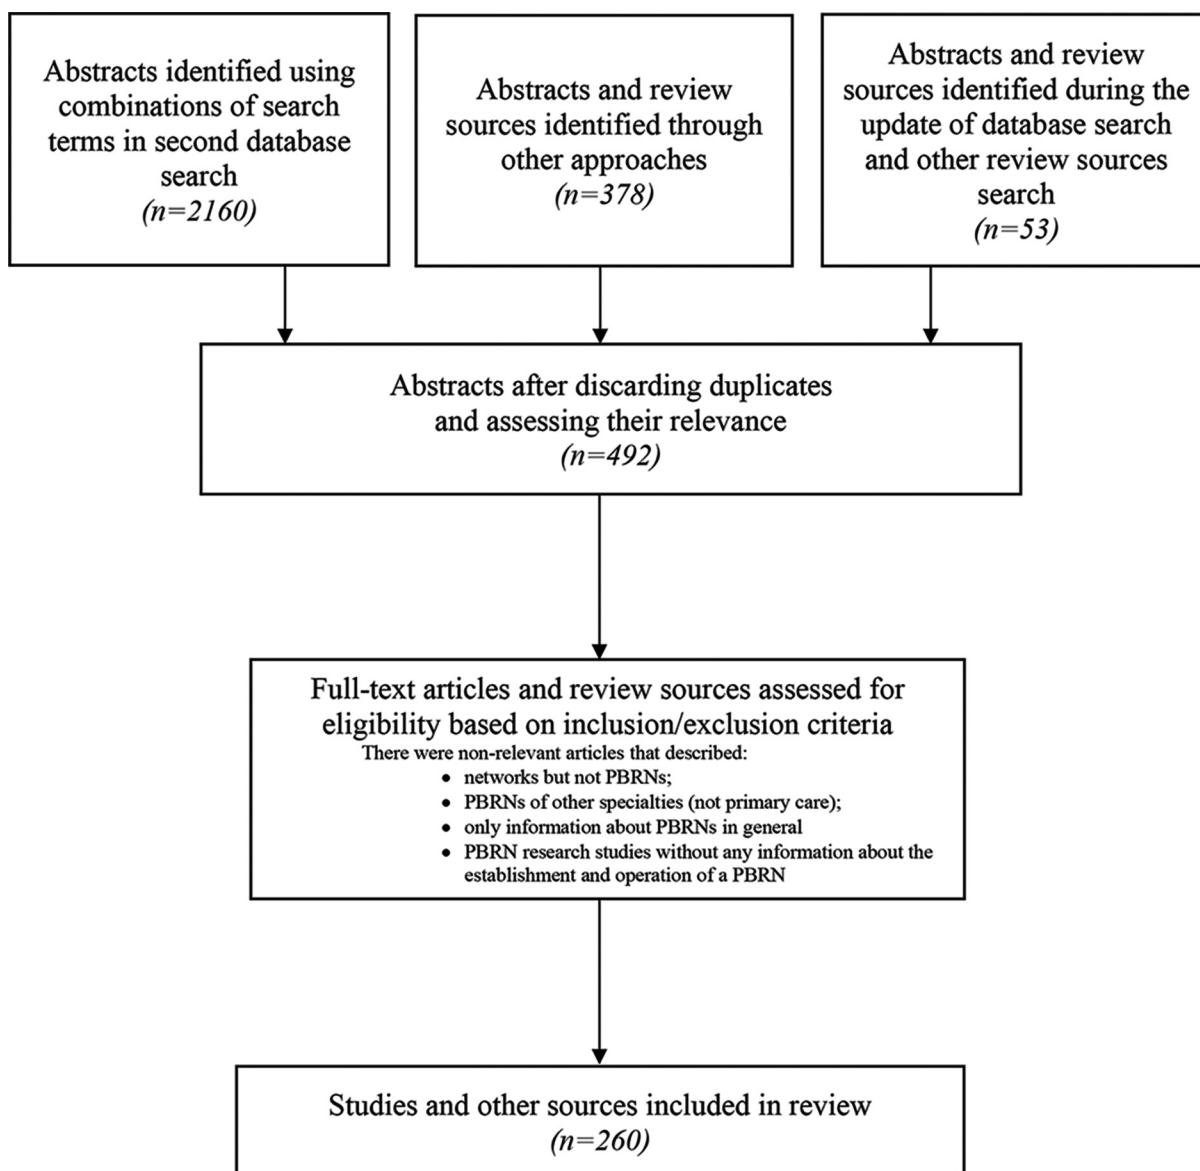 Abstracts identified using
combinations of search
terms in second database
search
(n=2160)
Abstracts and review
sources identified through
other approaches
(n=378)
Abstracts and review
sources identified during the
update of database search
and other review sources
search
(n=53)
Abstracts after discarding duplicates
and assessing their relevance
(n=492)
Full-text articles and review sources assessed for
eligibility based on inclusion/exclusion criteria
There were non-relevant articles that described:
• networks but not PBRNs;
• PBRNs of other specialties (not primary care);
• only information about PBRNs in general
• PBRN research studies without any information about the
establishment and operation of a PBRN
Studies and other sources included in review
(n=260)